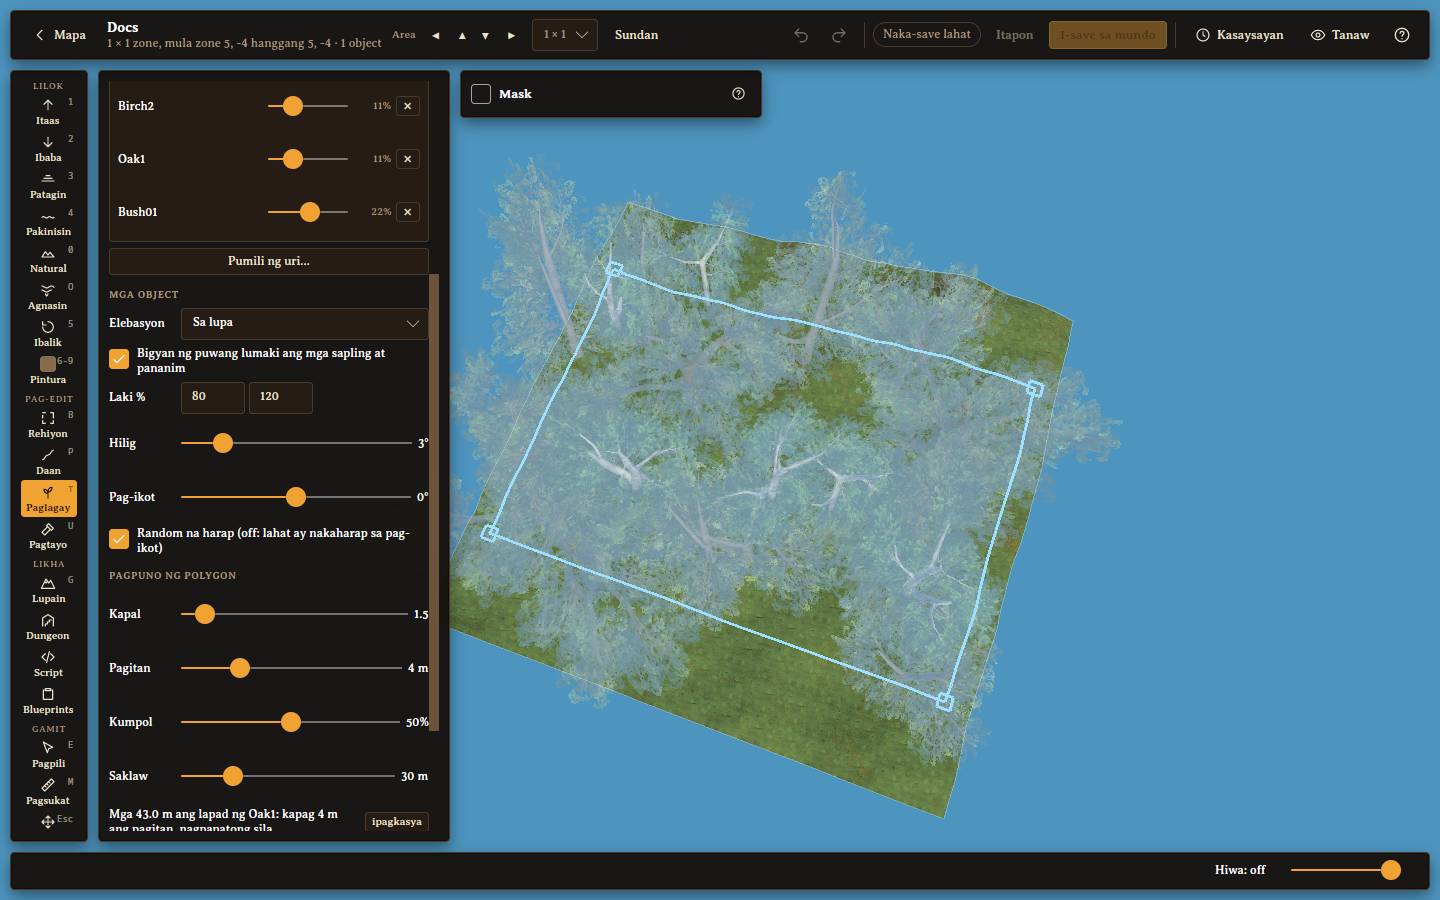 Mapa
Docs
1 × 1 zone, mula zone 5, -4 hanggang 5, -4 · 1 object
Area
1 × 1
Sundan
Naka-save lahat
Itapon
I-save sa mundo
Kasaysayan
Tanaw
LILOK
1
Itaas
2
Ibaba
3
Patagin
4
Pakinisin
0
Natural
O
Agnasin
5
Ibalik
6-9
Pintura
PAG-EDIT
B
Rehiyon
P
Daan
T
Paglagay
U
Pagtayo
LIKHA
G
Lupain
Dungeon
Script
Blueprints
GAMIT
E
Pagpili
M
Pagsukat
Esc
Birch2
11%
Oak1
11%
Bush01
22%
Pumili ng uri...
MGA OBJECT
Elebasyon
Sa lupa
Bigyan ng puwang lumaki ang mga sapling at
pananim
Laki %
80
120
Hilig
3°
Pag-ikot
0°
Random na harap (off: lahat ay nakaharap sa pag-
ikot)
PAGPUNO NG POLYGON
Kapal
1.5
Pagitan
4 m
Kumpol
50%
Saklaw
30 m
Mga 43.0 m ang lapad ng Oak1: kapag 4 m
ang pagitan, nagpapatong sila
ipagkasya
Mask
Hiwa: off